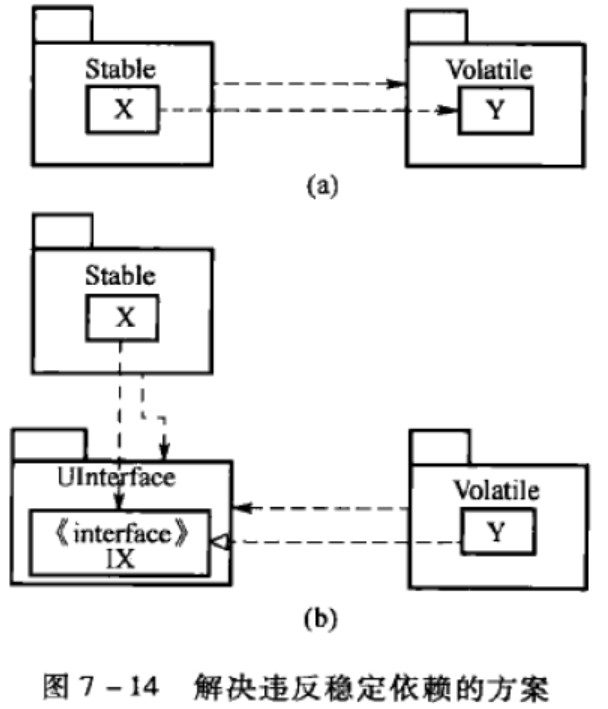 Stable
Volatile
X
Y
(a)
Stable
X
UInterface
《interface》
IX
Volatile
Y
(b)
图 7-14 解决违反稳定依赖的方案